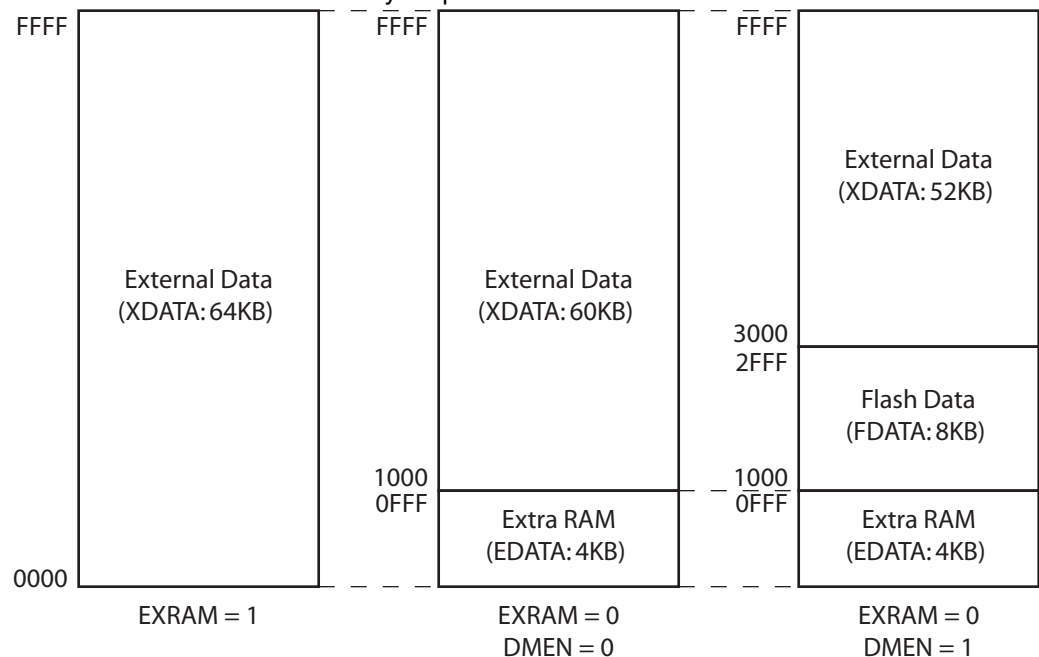 FFFF
External Data
(XDATA: 64KB)
0000
EXRAM = 1
FFFF
External Data
(XDATA: 60KB)
1000
0FFF
Extra RAM
(EDATA: 4KB)
EXRAM = 0
DMEN = 0
FFFF
External Data
(XDATA: 52KB)
3000
2FFF
Flash Data
(FDATA: 8KB)
1000
0FFF
Extra RAM
(EDATA: 4KB)
EXRAM = 0
DMEN = 1